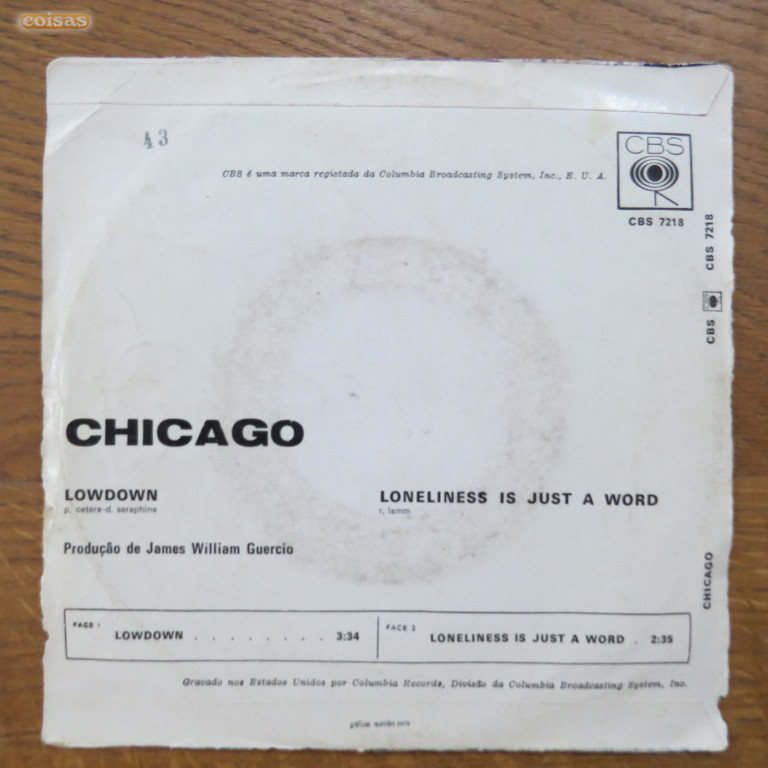 coisas
43
CBS é uma marca registada da Columbia Broadcasting System, Inc., E. U. A.
CBS
CBS 7218
CBS 7218
CBS
CHICAGO
LOWDOWN
p. cetera-d. seraphine
LONELINESS IS JUST A WORD
r. lamm
Produção de James William Guercio
CHICAGO
FACE 1
LOWDOWN . . . . . . . . 3:34
FACE 2
LONELINESS IS JUST A WORD . 2:35
Gravado nos Estados Unidos por Columbia Records, Divisão da Columbia Broadcasting System, Inc.